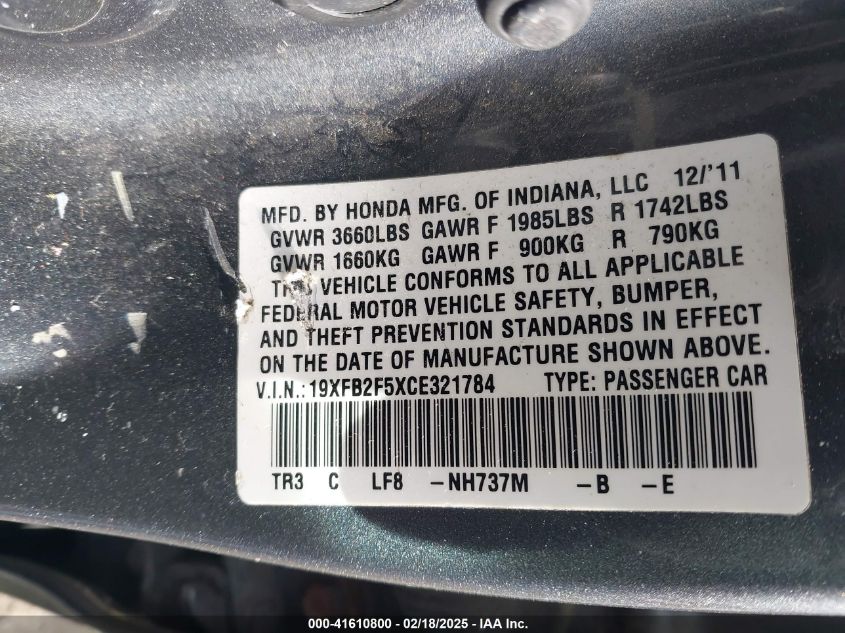 MFD. BY HONDA MFG. OF INDIANA, LLC 12/'11
GVWR 3660LBS GAWR F 1985LBS R 1742LBS
GVWR 1660KG GAWR F 900KG R 790KG
VEHICLE CONFORMS TO ALL APPLICABLE
FEDERAL MOTOR VEHICLE SAFETY, BUMPER,
AND THEFT PREVENTION STANDARDS IN EFFECT
ON THE DATE OF MANUFACTURE SHOWN ABOVE.
V.I.N.: 19XFB2F5XCE321784 TYPE: PASSENGER CAR
TR3 C LF8 -NH737M -B -E
000-41610800 - 02/18/2025 - IAA Inc.